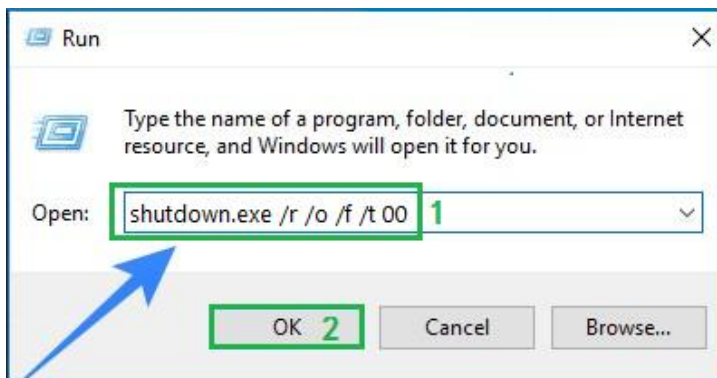 Run
Type the name of a program, folder, document, or Internet
resource, and Windows will open it for you.
Open: shutdown.exe /r /o /f /t 00 1
OK 2 Cancel Browse...